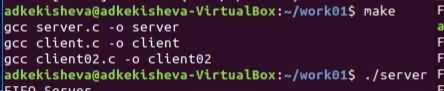 adkekisheva@adkekisheva-VirtualBox:~/work01$ make
gcc server.c -o server
gcc client.c -o client
gcc client02.c -o client02
adkekisheva@adkekisheva-VirtualBox:~/work01$ ./server
FIFO Server